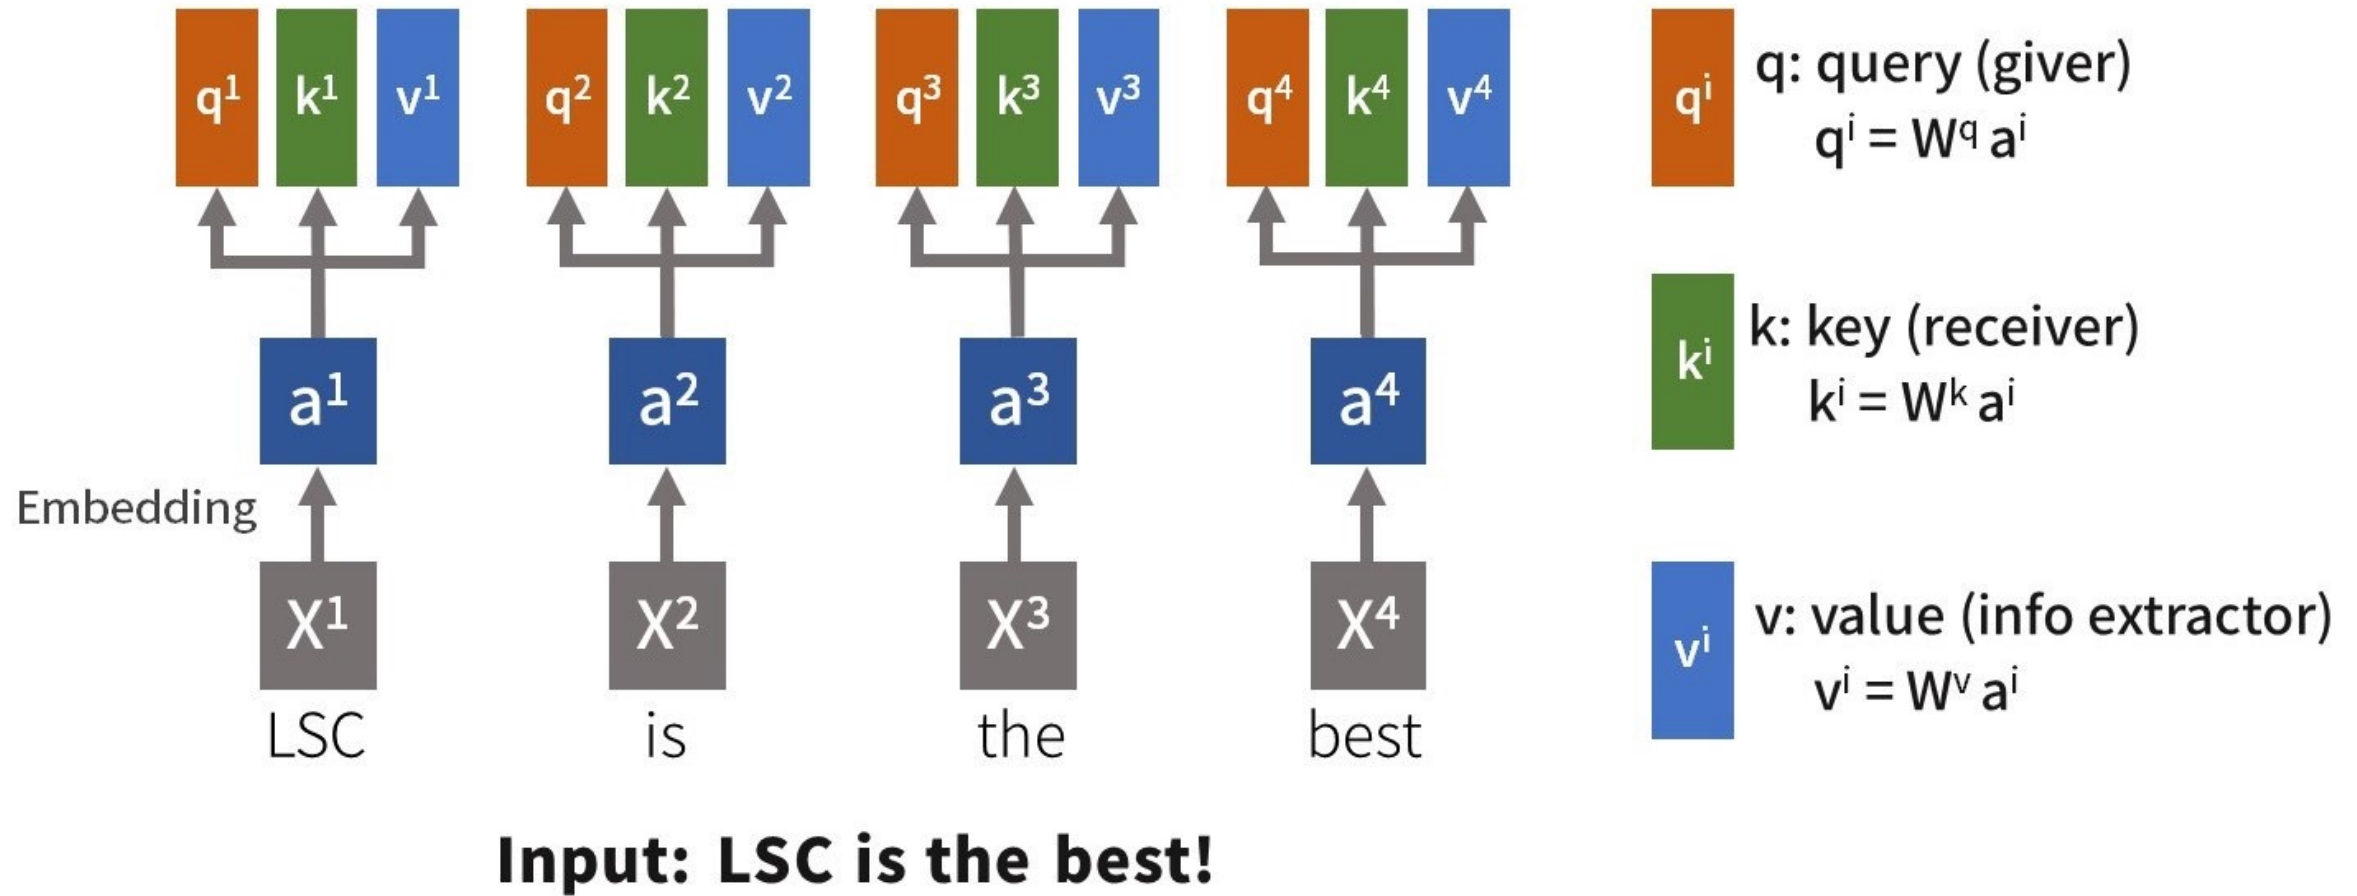 q¹ k¹ v¹ q² k² v² q³ k³ v³ q⁴ k⁴ v⁴
a¹ a² a³ a⁴
Embedding
X¹ X² X³ X⁴
LSC is the best
Input: LSC is the best!
qⁱ
q: query (giver)
qⁱ = W^q aⁱ
kⁱ
k: key (receiver)
kⁱ = Wᵏ aⁱ
vⁱ
v: value (info extractor)
vⁱ = Wᵛ aⁱ